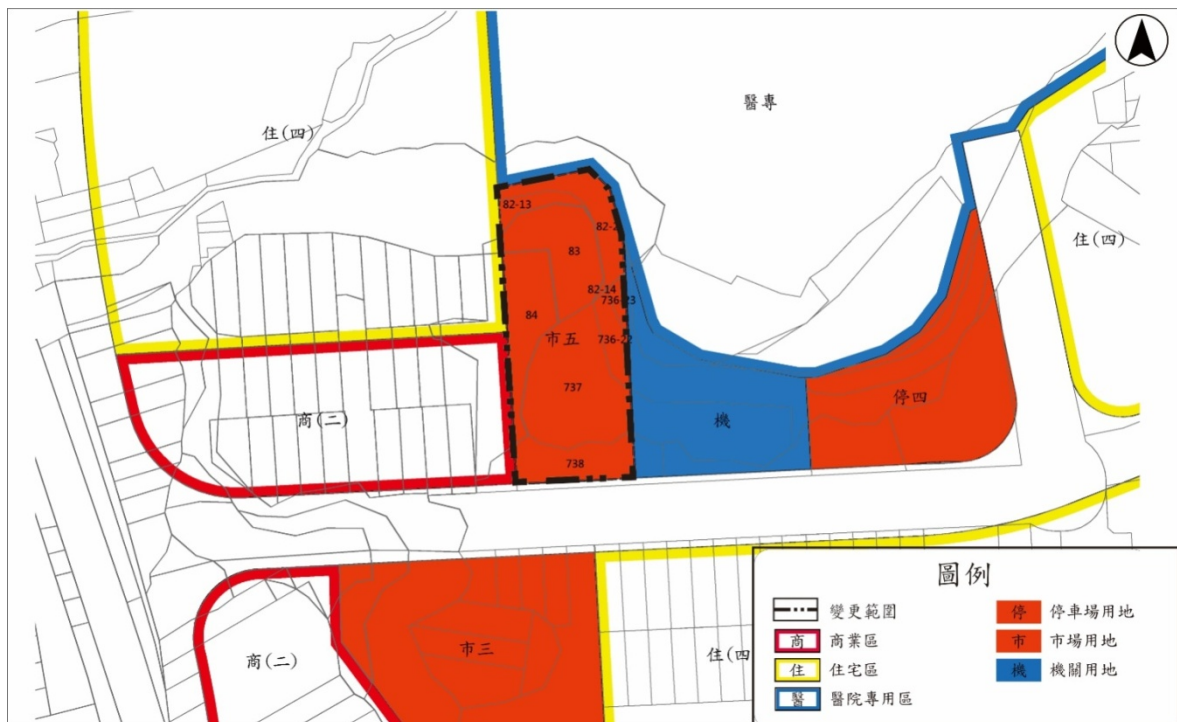 醫專
住(四)
82-13
82-2
住(四)
83
82-14
736-23
84
市五
736-22
737
停四
商(二)
機
738
圖例
變更範圍
停 停車場用地
商 商業區
市 市場用地
市三
住(四
住 住宅區
機 機關用地
商(二)
醫 醫院專用區